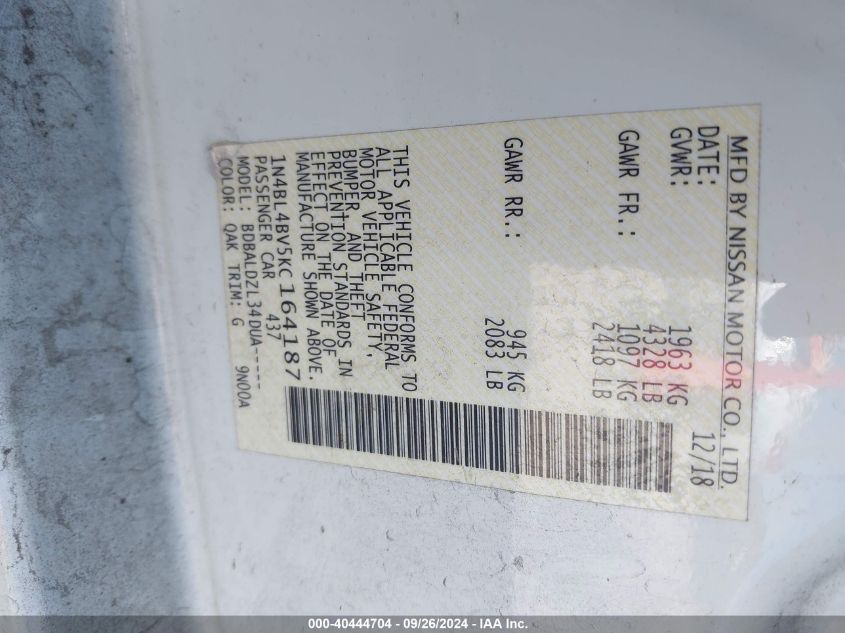 MFD BY NISSAN MOTOR CO., LTD.
DATE: 12/18
GVWR: 1963 KG
4328 LB
GAWR FR.: 1097 KG
2418 LB
GAWR RR.: 945 KG
2083 LB
THIS VEHICLE CONFORMS TO
ALL APPLICABLE FEDERAL
MOTOR VEHICLE SAFETY,
BUMPER AND THEFT
PREVENTION STANDARDS IN
EFFECT ON THE DATE OF
MANUFACTURE SHOWN ABOVE.
1N4BL4BV5KC164187
PASSENGER CAR 437
MODEL: BDBALDZL34DUA-----
COLOR: QAK TRIM: G 9N00A
000-40444704 - 09/26/2024 - IAA Inc.